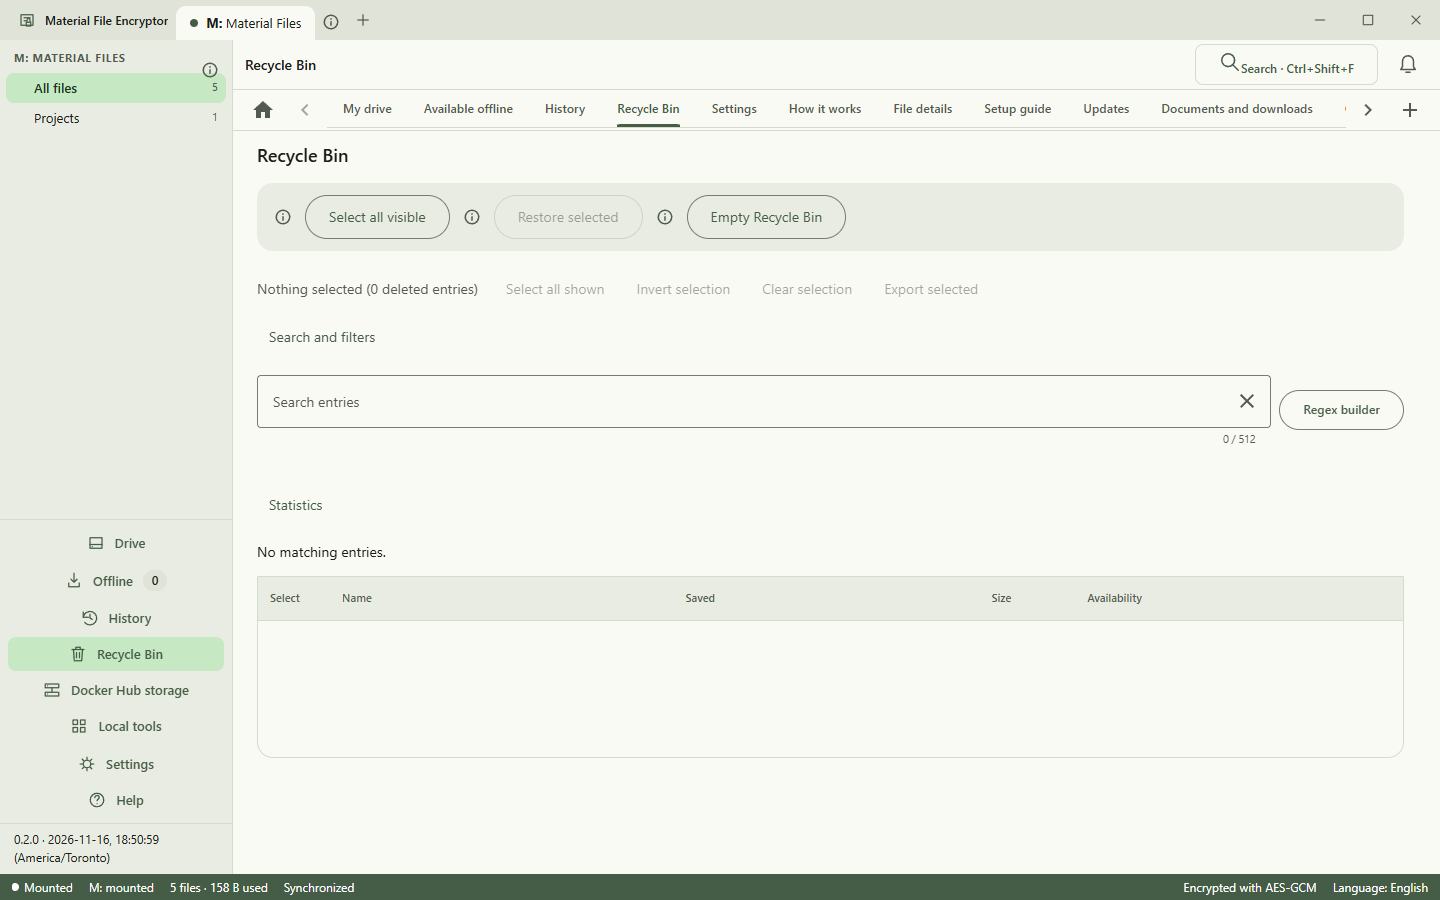 Material File Encryptor
M: Material Files
M: MATERIAL FILES
All files 5
Projects 1
Recycle Bin
Search · Ctrl+Shift+F
My drive Available offline History Recycle Bin Settings How it works File details Setup guide Updates Documents and downloads
Recycle Bin
Select all visible Restore selected Empty Recycle Bin
Nothing selected (0 deleted entries) Select all shown Invert selection Clear selection Export selected
Search and filters
Search entries
Regex builder
0 / 512
Statistics
No matching entries.
Select Name Saved Size Availability
Drive
Offline 0
History
Recycle Bin
Docker Hub storage
Local tools
Settings
Help
0.2.0 · 2026-11-16, 18:50:59
(America/Toronto)
Mounted M: mounted 5 files · 158 B used Synchronized Encrypted with AES-GCM Language: English